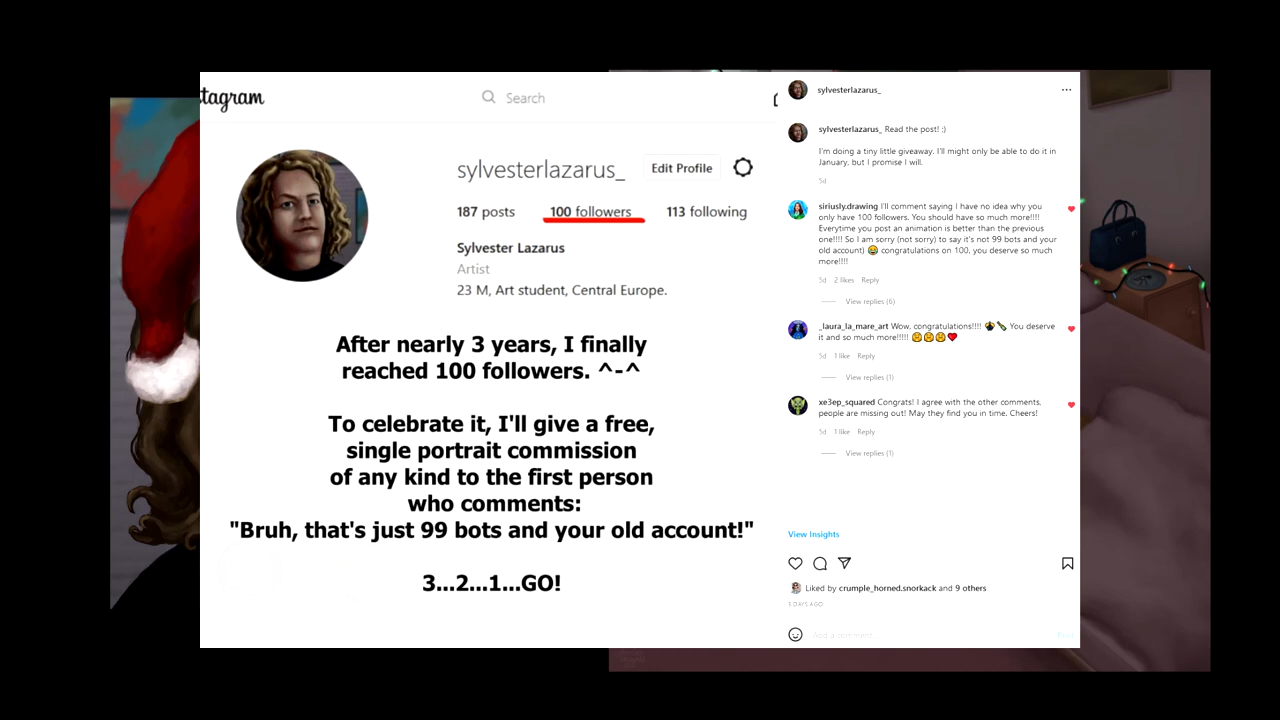 stagram
Search
sylvesterlazarus_
Edit Profile
187 posts
100 followers
113 following
Sylvester Lazarus
Artist
23 M, Art student, Central Europe.
After nearly 3 years, I finally
reached 100 followers. ^-^
To celebrate it, I'll give a free,
single portrait commission
of any kind to the first person
who comments:
"Bruh, that's just 99 bots and your old account!"
3...2...1...GO!
sylvesterlazarus_
sylvesterlazarus_ Read the post! :)
I'm doing a tiny little giveaway. I'll might only be able to do it in
January, but I promise I will.
5d
siriusly.drawing I'll comment saying I have no idea why you
only have 100 followers. You should have so much more!!!!
Everytime you post an animation is better than the previous
one!!!! So I am sorry (not sorry) to say it's not 99 bots and your
old account) 😂 congratulations on 100, you deserve so much
more!!!!
5d 2 likes Reply
View replies (6)
_laura_la_mare_art Wow, congratulations!!!! 🍾 You deserve
it and so much more!!!!! ❤️
5d 1 like Reply
View replies (1)
xe3ep_squared Congrats! I agree with the other comments,
people are missing out! May they find you in time. Cheers!
5d 1 like Reply
View replies (1)
View Insights
Liked by crumple_horned.snorkack and 9 others
5 DAYS AGO
Add a comment...
Post